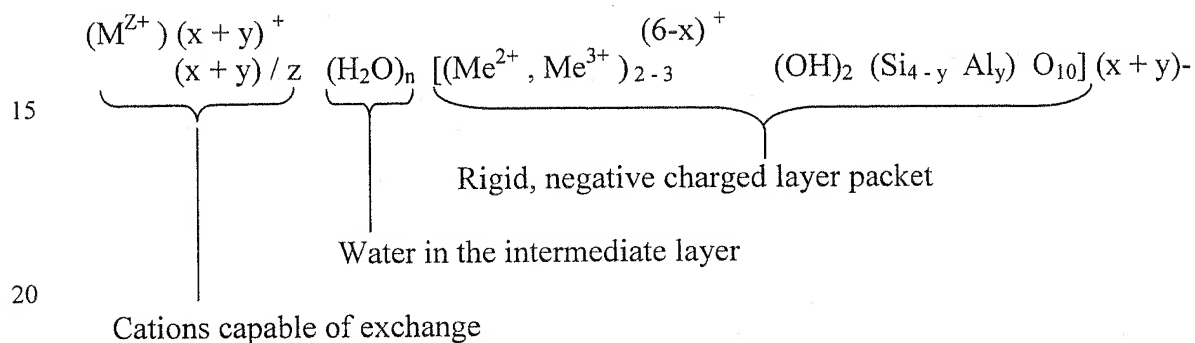 (M^Z+) (x + y)^+ (6-x)^+
(x + y) / z (H₂O)ₙ [(Me²⁺ , Me³⁺ )₂ ₋ ₃ (OH)₂ (Si₄ ₋ y Al_y) O₁₀] (x + y)-
15
Rigid, negative charged layer packet
Water in the intermediate layer
20
Cations capable of exchange